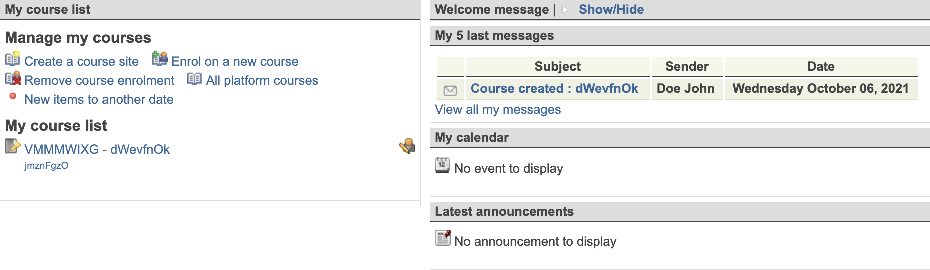 My course list
Manage my courses
Create a course site Enrol on a new course
Remove course enrolment All platform courses
New items to another date
My course list
VMMMWIXG - dWevfnOk
jmznFgzO
Welcome message | Show/Hide
My 5 last messages
Subject Sender Date
Course created : dWevfnOk Doe John Wednesday October 06, 2021
View all my messages
My calendar
12
No event to display
Latest announcements
No announcement to display